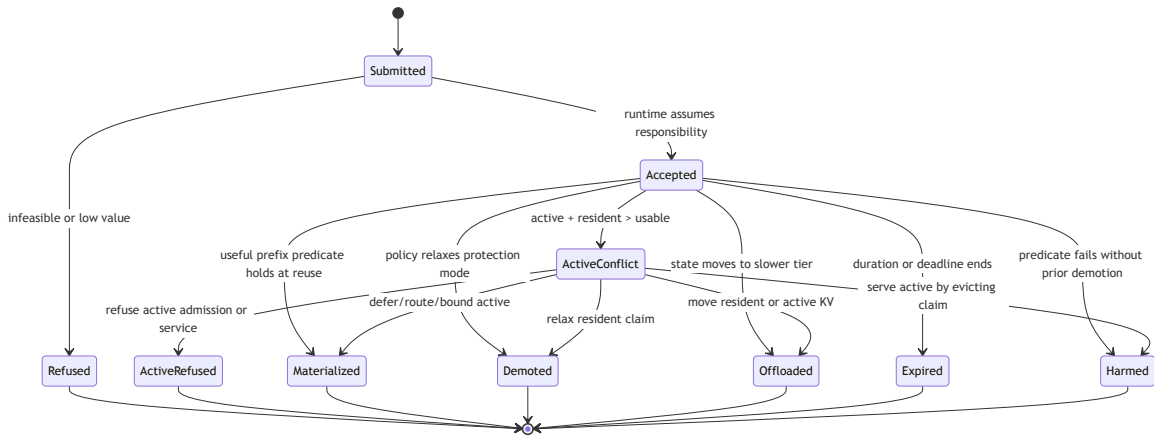 Submitted
runtime assumes
responsibility
Accepted
infeasible or low value
active + resident > usable
useful prefix predicate
holds at reuse
policy relaxes protection
mode
ActiveConflict
state moves to slower tier
duration or deadline ends
predicate fails without
prior demotion
refuse active admission or
service
defer/route/bound active
relax resident claim
move resident or active KV
serve active by evicting
claim
Refused
ActiveRefused
Materialized
Demoted
Offloaded
Expired
Harmed